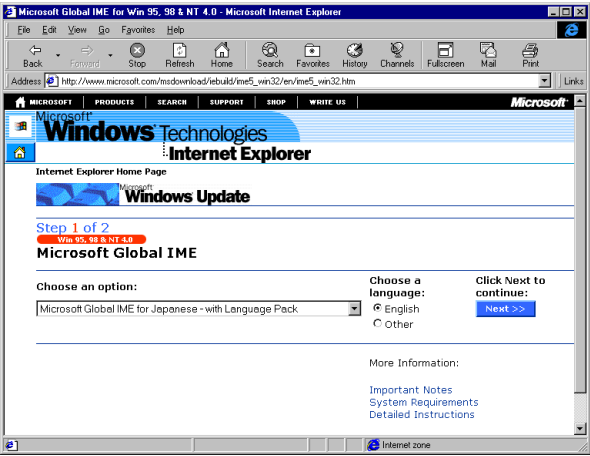 Microsoft Global IME for Win 95, 98 & NT 4.0 - Microsoft Internet Explorer
File Edit View Go Favorites Help
Back Forward Stop Refresh Home Search Favorites History Channels Fullscreen Mail Print
Address http://www.microsoft.com/msdownload/iebuild/ime5_win32/en/ime5_win32.htm Links
MICROSOFT | PRODUCTS | SEARCH | SUPPORT | SHOP | WRITE US | Microsoft
Microsoft
Windows Technologies
Internet Explorer
Internet Explorer Home Page
Microsoft
Windows Update
Step 1 of 2
Win 95, 98 & NT 4.0
Microsoft Global IME
Choose an option:
Microsoft Global IME for Japanese - with Language Pack
Choose a
language:
English
Other
Click Next to
continue:
Next >>
More Information:
Important Notes
System Requirements
Detailed Instructions
Internet zone